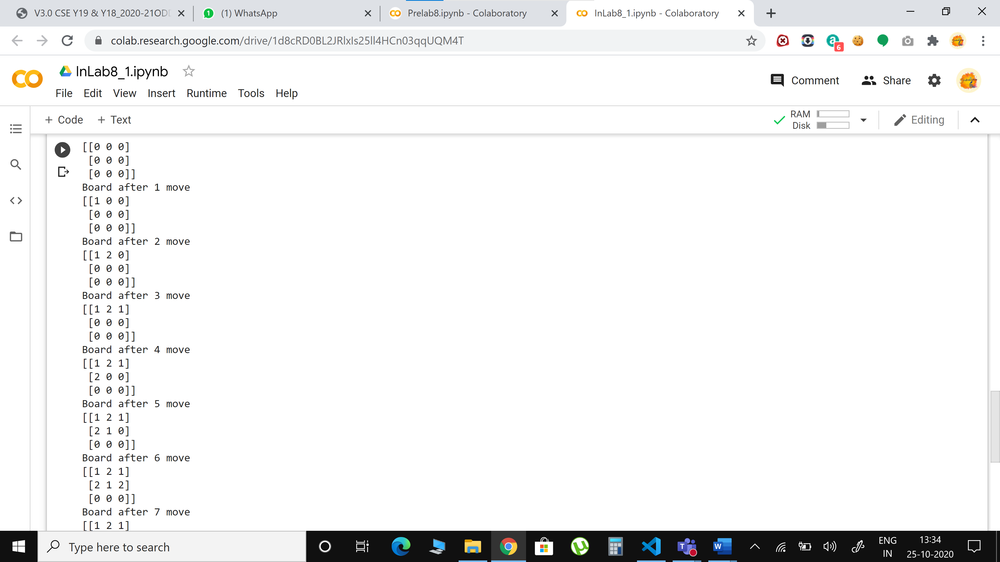 V3.0 CSE Y19 & Y18_2020-21OD
(1) WhatsApp
Prelab8.ipynb - Colaboratory
InLab8_1.ipynb - Colaboratory
colab.research.google.com/drive/1d8cRD0BL2JRlxIs25ll4HCn03qqUQM4T
6
InLab8_1.ipynb
Comment
Share
File Edit View Insert Runtime Tools Help
+ Code + Text
RAM
Disk
Editing
[[0 0 0]
[0 0 0]
[0 0 0]]
Board after 1 move
[[1 0 0]
[0 0 0]
[0 0 0]]
Board after 2 move
[[1 2 0]
[0 0 0]
[0 0 0]]
Board after 3 move
[[1 2 1]
[0 0 0]
[0 0 0]]
Board after 4 move
[[1 2 1]
[2 0 0]
[0 0 0]]
Board after 5 move
[[1 2 1]
[2 1 0]
[0 0 0]]
Board after 6 move
[[1 2 1]
[2 1 2]
[0 0 0]]
Board after 7 move
[[1 2 1]
Type here to search
ENG
IN
13:34
25-10-2020